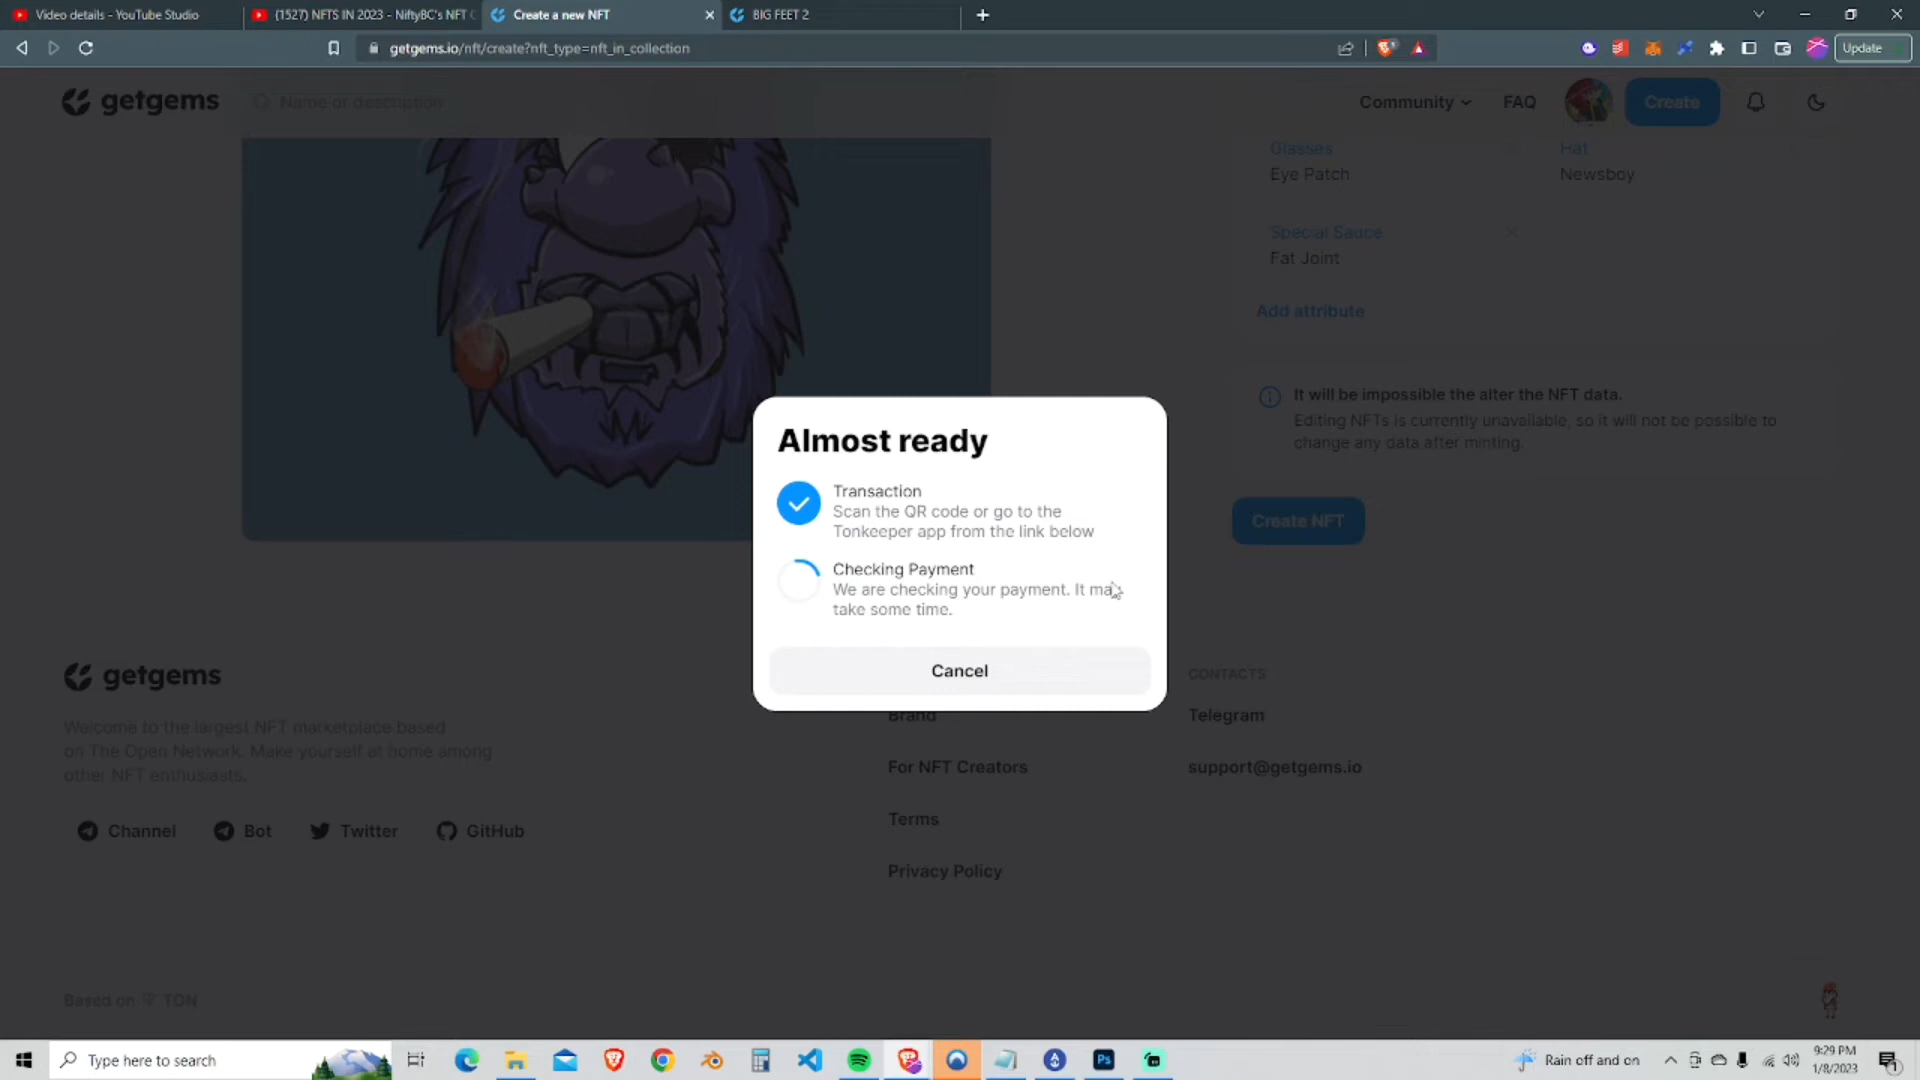 Video details - YouTube Studio
(1527) NFTS IN 2023 - NiftyBC's NFT C
Create a new NFT
BIG FEET 2
getgems.io/nft/create?nft_type=nft_in_collection
Update
getgems
Name or description
Community
FAQ
Create
Glasses
Eye Patch
Hat
Newsboy
Special Sauce
Fat Joint
Add attribute
It will be impossible the alter the NFT data.
Editing NFTs is currently unavailable, so it will not be possible to
change any data after minting.
Create NFT
Almost ready
Transaction
Scan the QR code or go to the
Tonkeeper app from the link below
Checking Payment
We are checking your payment. It ma
take some time.
Cancel
getgems
Welcome to the largest NFT marketplace based
on The Open Network. Make yourself at home among
other NFT enthusiasts.
Channel
Bot
Twitter
GitHub
Brand
For NFT Creators
Terms
Privacy Policy
CONTACTS
Telegram
support@getgems.io
Based on TON
Type here to search
Rain off and on
9:29 PM
1/8/2023